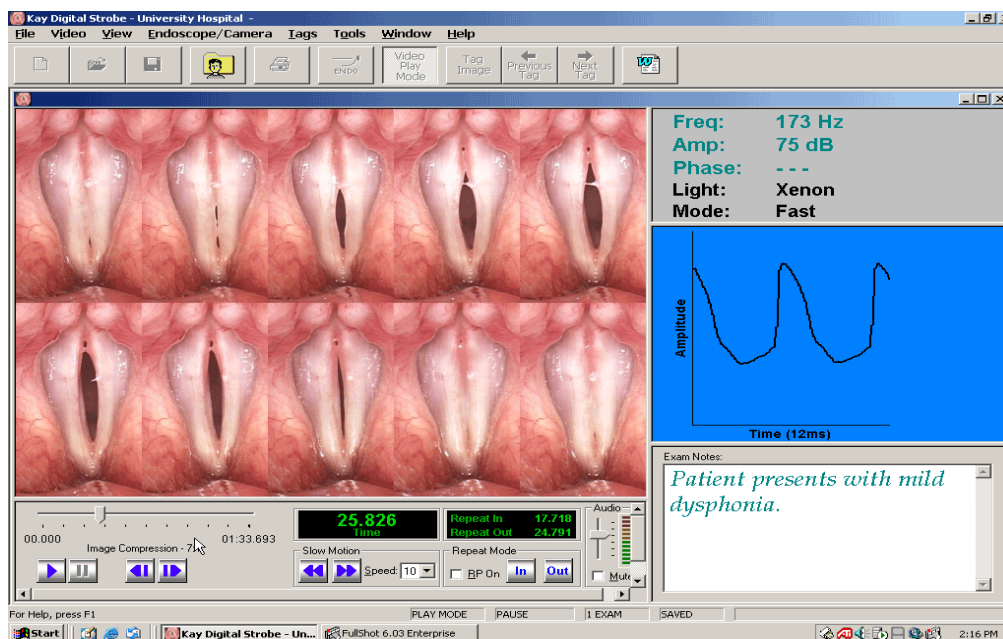 Kay Digital Strobe - University Hospital -
File Video View Endoscope/Camera Tags Tools Window Help
ENDO
Video Play Mode
Tag Image
Previous Tag
Next Tag
Freq: 173 Hz
Amp: 75 dB
Phase: - - -
Light: Xenon
Mode: Fast
Amplitude
Time (12ms)
Exam Notes:
Patient presents with mild
dysphonia.
00.000
01:33.693
Image Compression - 7
25.826
Time
Repeat In 17.718
Repeat Out 24.791
Slow Motion
Speed: 10
Repeat Mode
RP On In Out
Audio
Mute
For Help, press F1 PLAY MODE PAUSE 1 EXAM SAVED
Start Kay Digital Strobe - Un... FullShot 6.03 Enterprise 2:16 PM